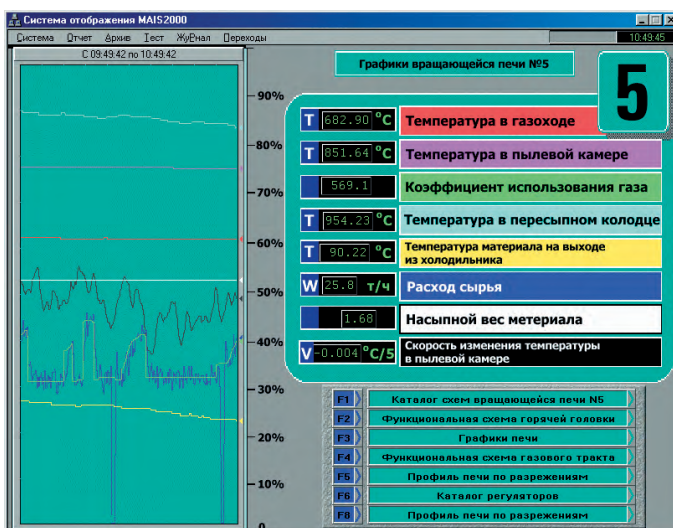 Система отображения MAIS2000
Система Отчет Архив Тест ЖуРнал Переходы
10:49:45
С 09:49:42 по 10:49:42
Графики вращающейся печи №5
5
90%
80%
70%
60%
50%
40%
30%
20%
10%
0
T 682.90 °C Температура в газоходе
T 851.64 °C Температура в пылевой камере
569.1 Коэффициент использования газа
T 954.23 °C Температура в пересыпном колодце
T 90.22 °C Температура материала на выходе
из холодильника
W 25.8 т/ч Расход сырья
1.68 Насыпной вес метериала
V -0.004 °C/5 Скорость изменения температуры
в пылевой камере
F1 Каталог схем вращающейся печи N5
F2 Функциональная схема горячей головки
F3 Графики печи
F4 Функциональная схема газового тракта
F5 Профиль печи по разрежениям
F6 Каталог регуляторов
F8 Профиль печи по разрежениям